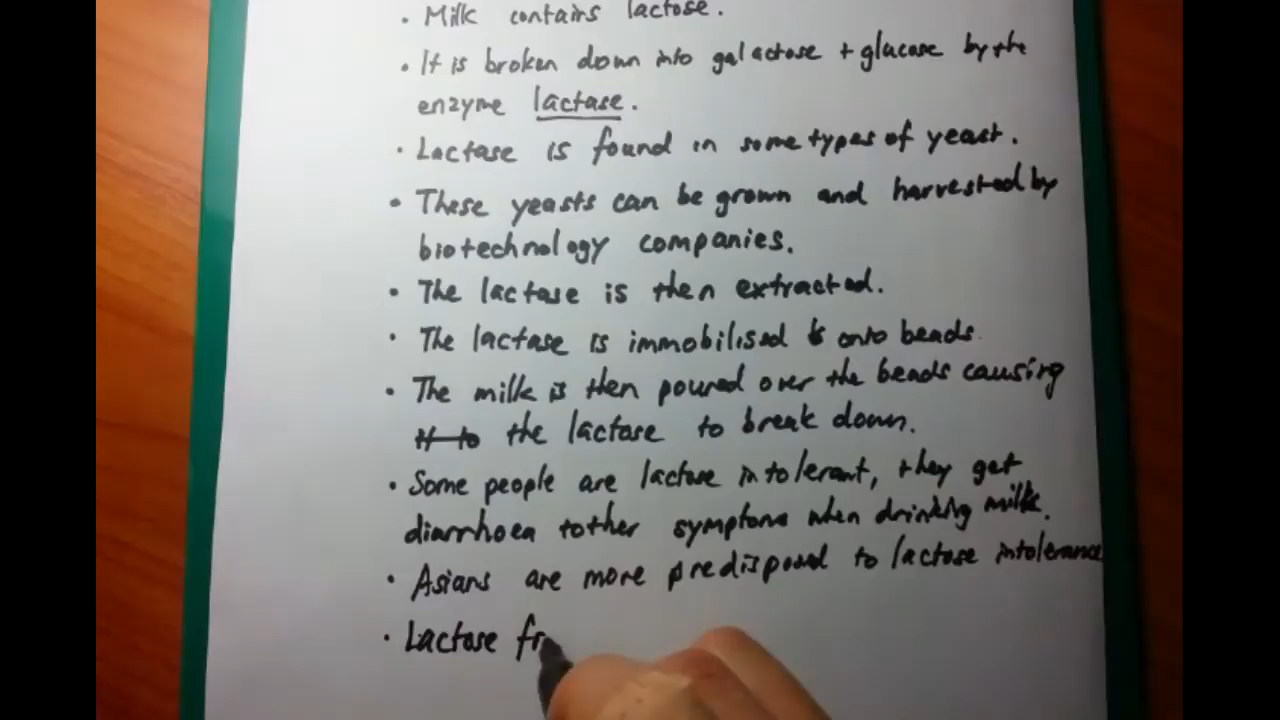 • Milk contains lactose.
• It is broken down into galactose + glucose by the
enzyme lactase.
• Lactase is found in some types of yeast.
• These yeasts can be grown and harvested by
biotechnology companies.
• The lactase is then extracted.
• The lactase is immobilised onto beads.
• The milk is then poured over the beads causing
the lactose to break down.
• Some people are lactose intolerant, they get
diarrhoea +other symptoms when drinking milk.
• Asians are more predisposed to lactose intolerance
• Lactose fr